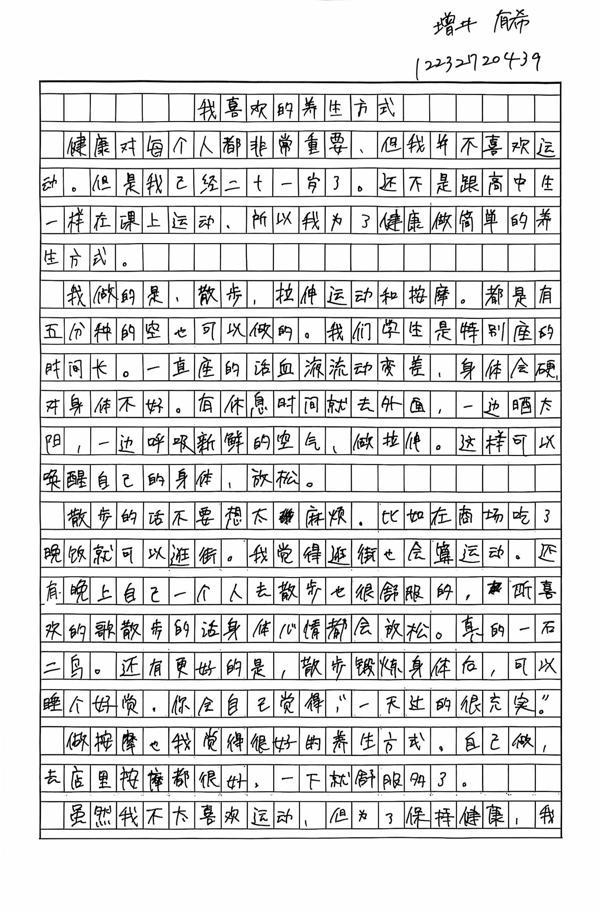 增井 有希
12232720439
我喜欢的养生方式
健康对每个人都非常重要、但我并不喜欢运
动。但是我已经二十一岁了。还不是跟高中生
一样在课上运动、所以我为了健康做简单的养
生方式。
我做的是、散步，拉伸运动和按摩。都是有
五分钟的空也可以做的。我们学生是特别座的
时间长。一直座的话血液流动变差、身体会硬，
对身体不好。有休息时间就去外面，一边晒太
阳，一边呼吸新鲜的空气、做拉伸。这样可以
唤醒自己的身体、放松。
散步的话不要想太麻烦．比如在商场吃了
晚饭就可以逛街。我觉得逛街也会算运动。还
有晚上自己一个人去散步也很舒服的，听喜
欢的歌散步的话身体心情都会放松。真的一石
二鸟。还有更好的是，散步锻炼身体后，可以
睡个好觉．你会自己觉得，“一天过的很充实。”
做按摩也我觉得很好的养生方式。自己做，
去店里按摩都很好．一下就舒服多了。
虽然我不太喜欢运动、但为了保持健康，我